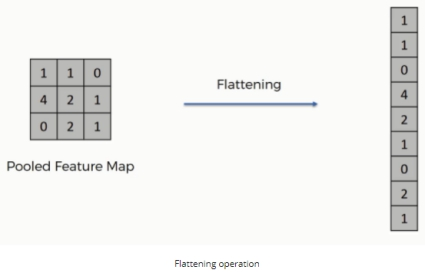 1 1 0
4 2 1
0 2 1
Pooled Feature Map
Flattening
1
1
0
4
2
1
0
2
1
Flattening operation